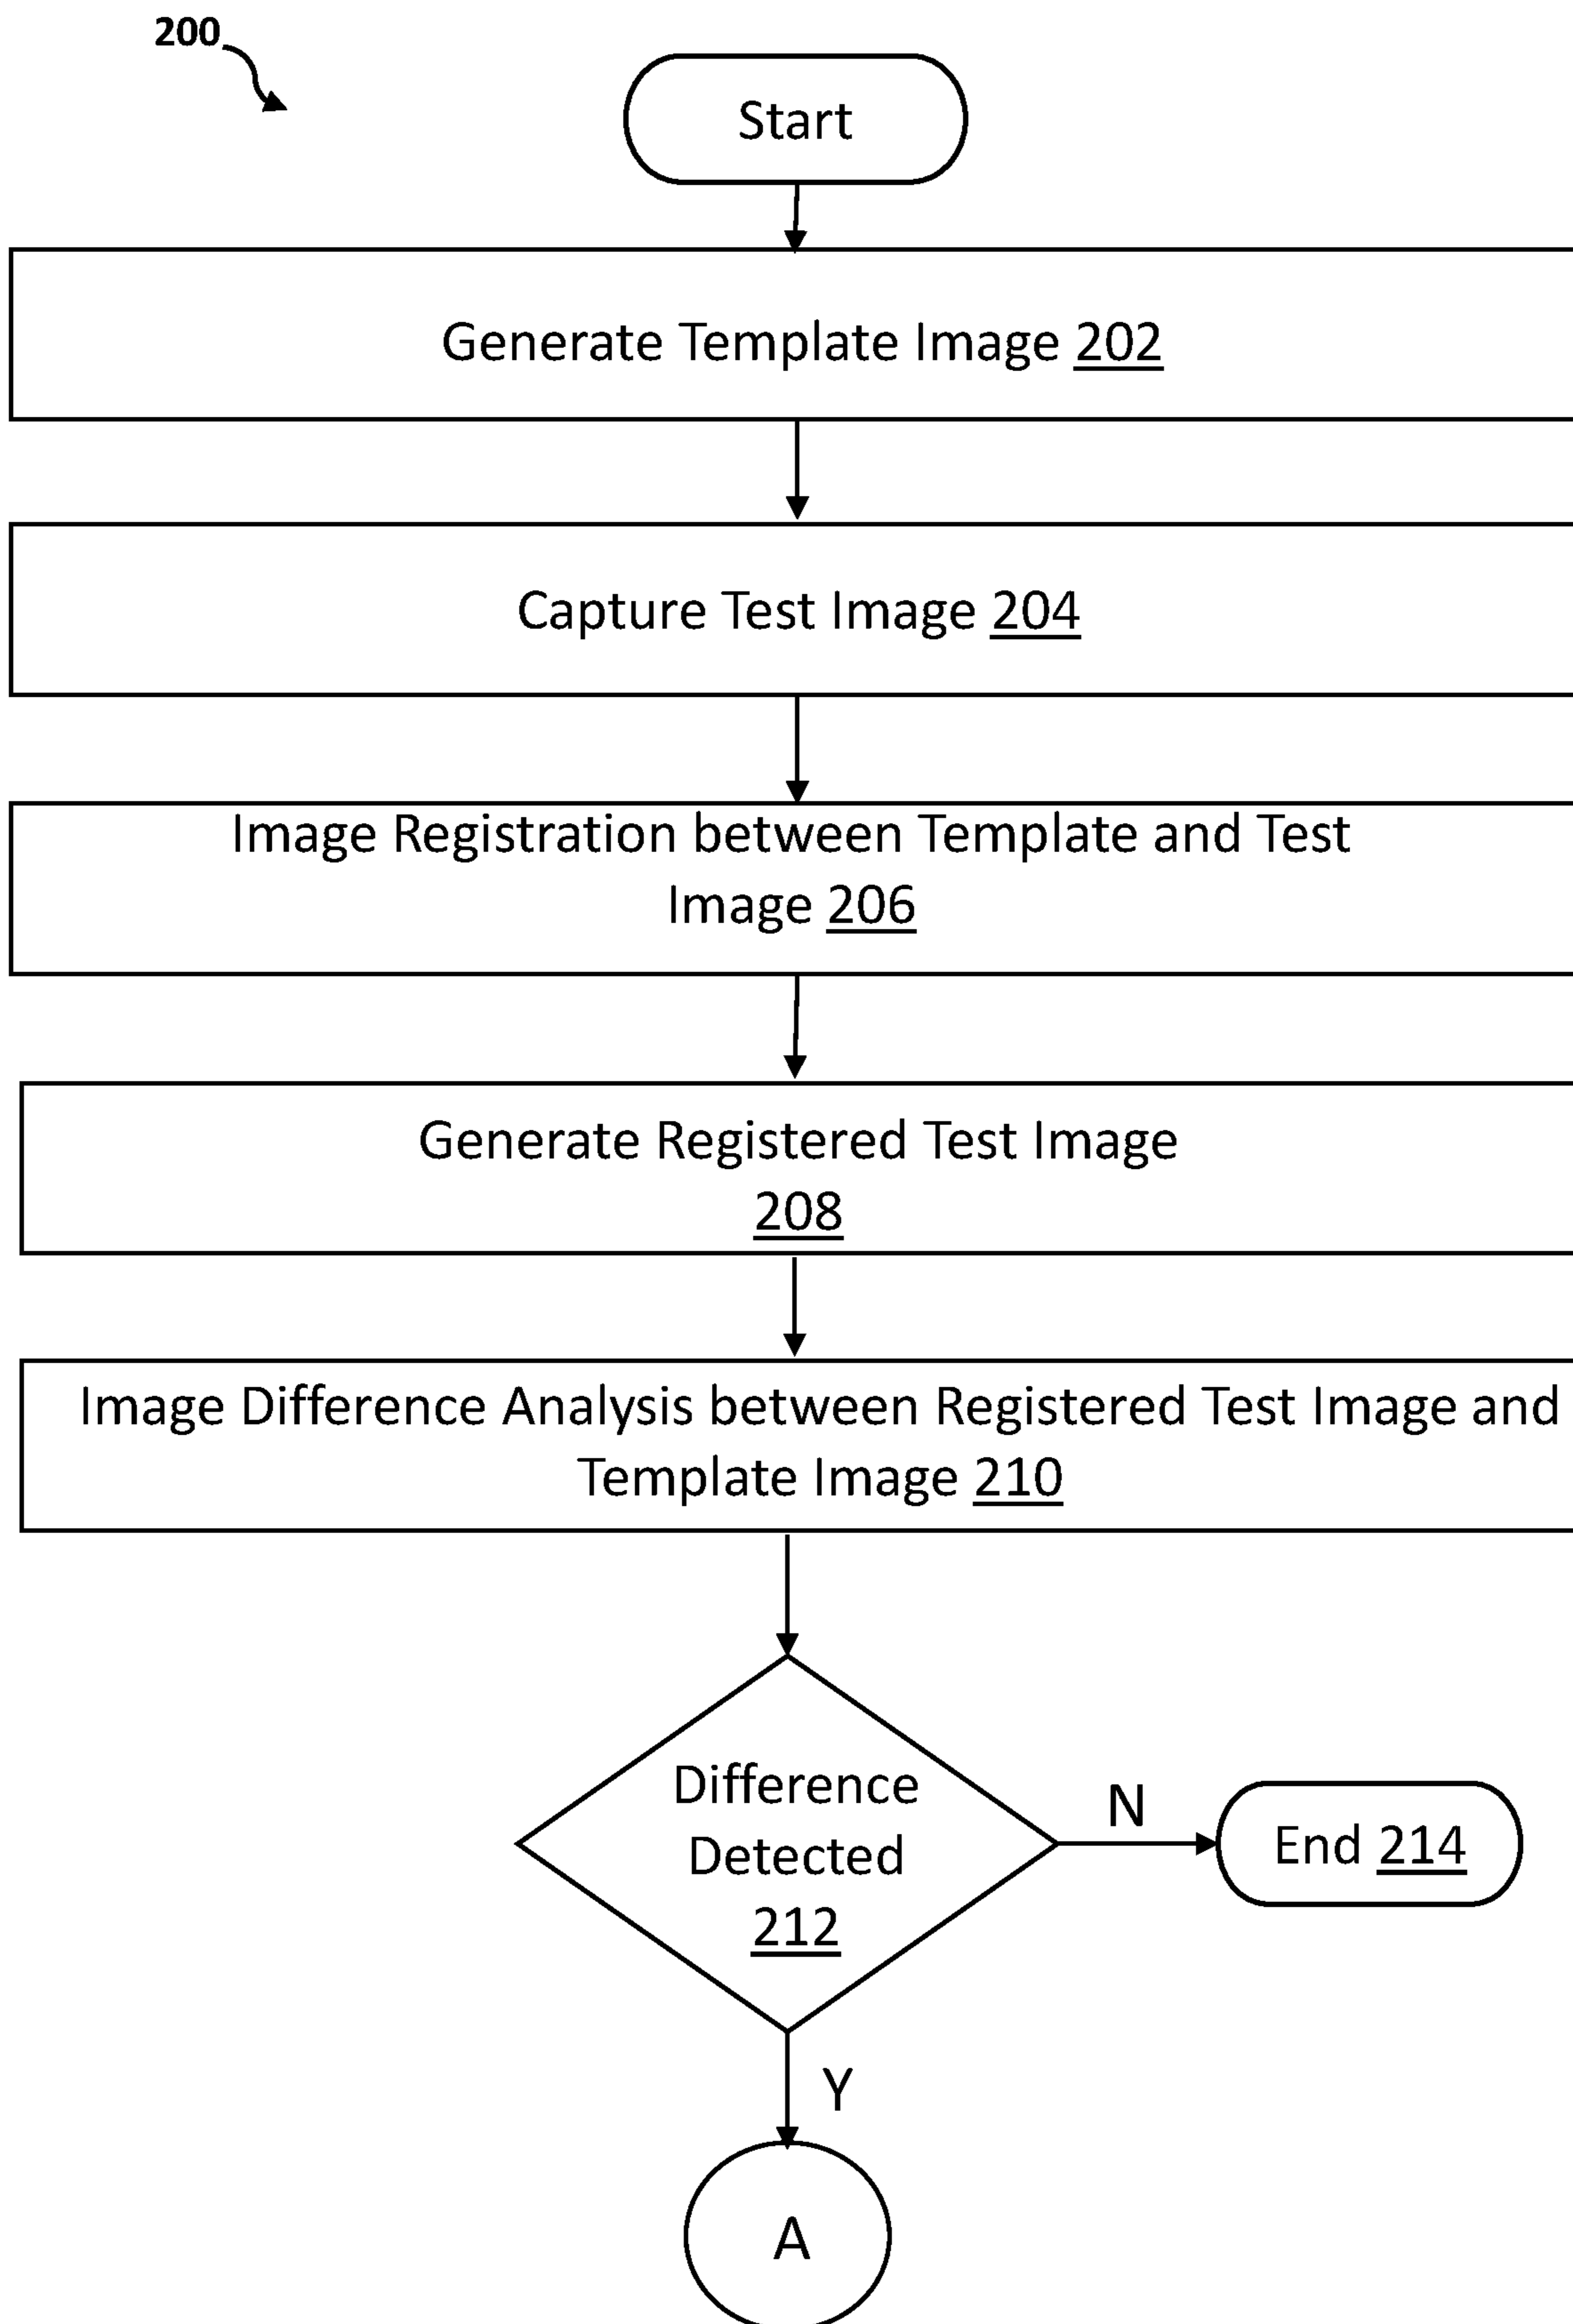 200
Start
Generate Template Image 202
Capture Test Image 204
Image Registration between Template and Test
Image 206
Generate Registered Test Image
208
Image Difference Analysis between Registered Test Image and
Template Image 210
Difference
Detected
212
N
End 214
Y
A